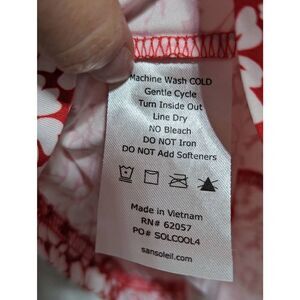 Machine Wash COLD
Gentle Cycle
Turn Inside Out
Line Dry
NO Bleach
DO NOT Iron
DO NOT Add Softeners
Made in Vietnam
RN# 62057
PO# SOLCOOL4
sansoleil.com